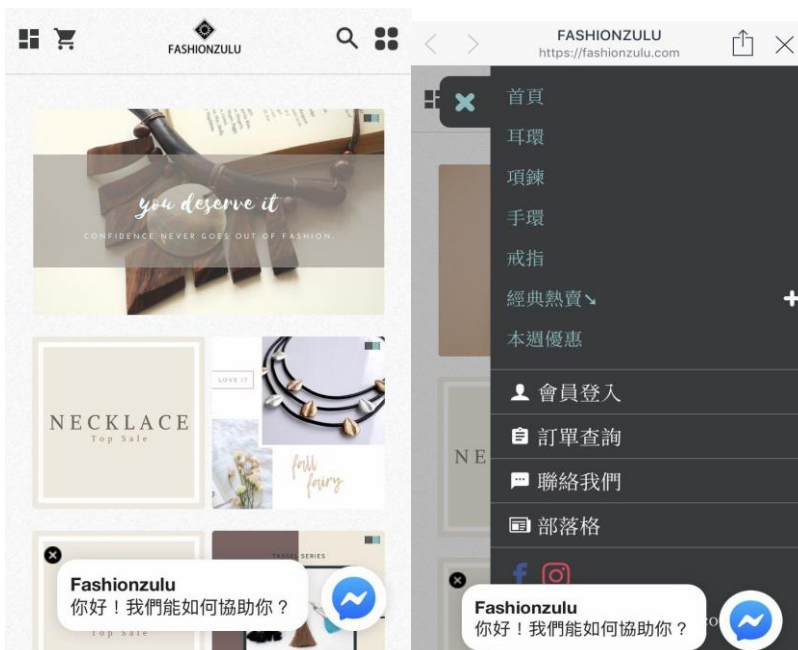 FASHIONZULU
you deserve it
CONFIDENCE NEVER GOES OUT OF FASHION.
NECKLACE
Top Sale
LOVE IT
fall
fairy
TASSEL SERIES
Fashionzulu
你好！我們能如何協助你？
Top Sale
FASHIONZULU
https://fashionzulu.com
首頁
耳環
項鍊
手環
戒指
經典熱賣↘
本週優惠
會員登入
訂單查詢
NE
聯絡我們
部落格
Fashionzulu
你好！我們能如何協助你？